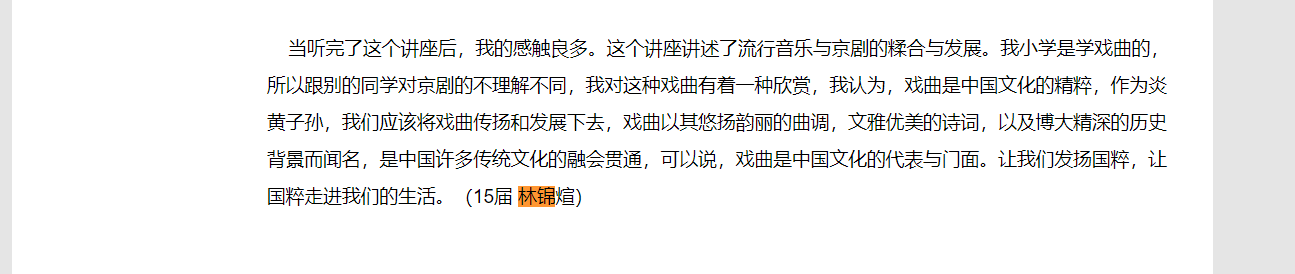 当听完了这个讲座后，我的感触良多。这个讲座讲述了流行音乐与京剧的糅合与发展。我小学是学戏曲的，
所以跟别的同学对京剧的不理解不同，我对这种戏曲有着一种欣赏，我认为，戏曲是中国文化的精粹，作为炎
黄子孙，我们应该将戏曲传扬和发展下去，戏曲以其悠扬韵丽的曲调，文雅优美的诗词，以及博大精深的历史
背景而闻名，是中国许多传统文化的融会贯通，可以说，戏曲是中国文化的代表与门面。让我们发扬国粹，让
国粹走进我们的生活。（15届 林锦煊）